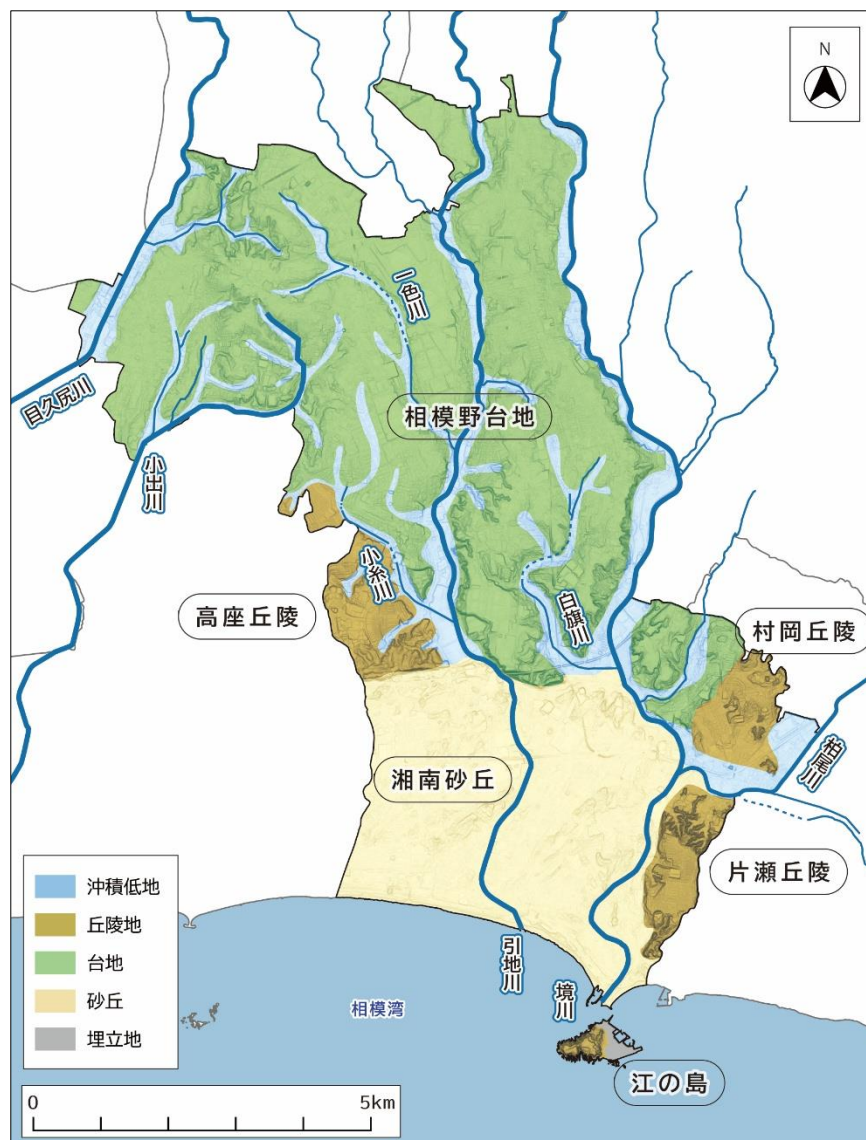 N
一色川
相模野台地
目久尻川
小出川
小糸川
白旗川
高座丘陵
村岡丘陵
柏尾川
湘南砂丘
片瀬丘陵
沖積低地
丘陵地
台地
砂丘
埋立地
引地川
境川
相模湾
江の島
0 5km